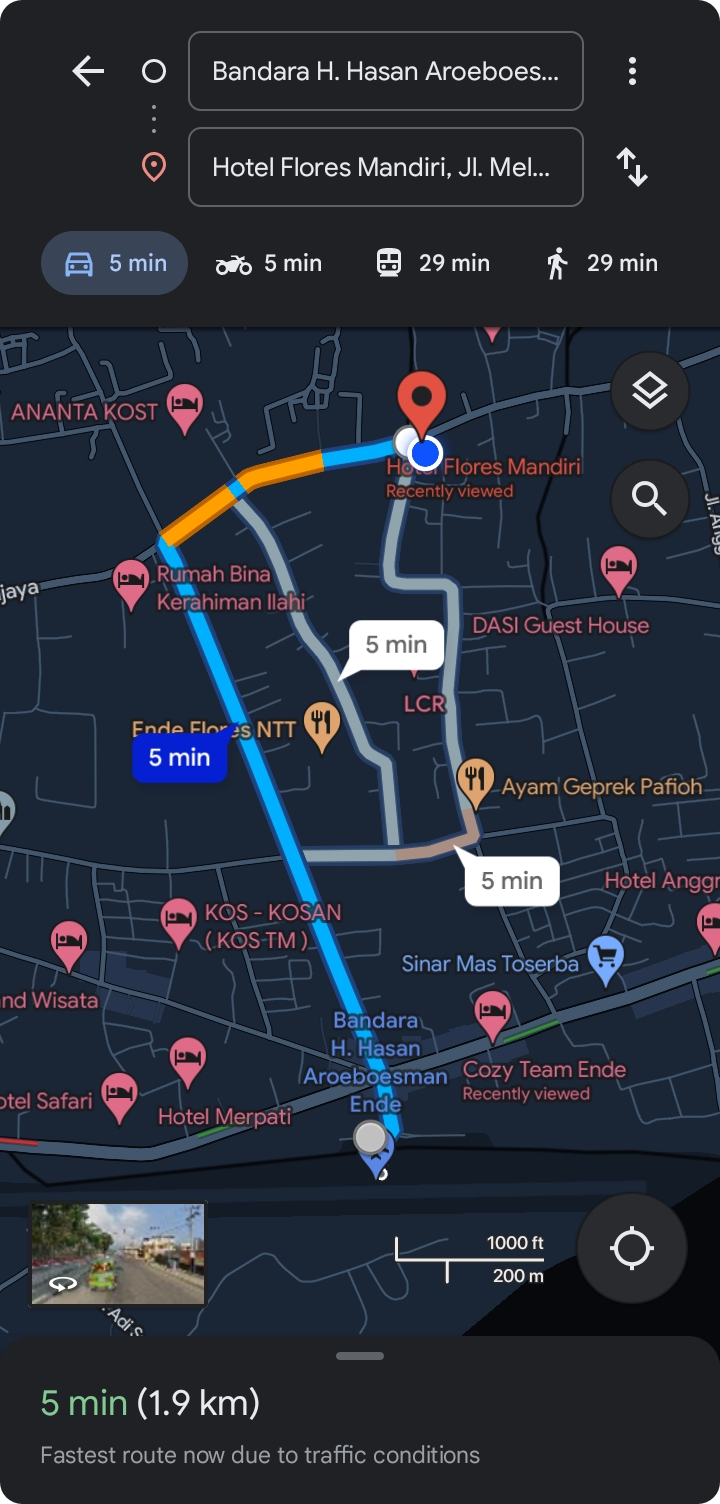 Bandara H. Hasan Aroeboes...
Hotel Flores Mandiri, Jl. Mel...
5 min
5 min
29 min
29 min
ANANTA KOST
Hotel Flores Mandiri
Recently viewed
Jl. Angg
jaya
Rumah Bina
Kerahiman Ilahi
DASI Guest House
5 min
LCR
Ende Flores NTT
5 min
Ayam Geprek Pafioh
5 min
Hotel Anggr
KOS - KOSAN
( KOS TM )
Sinar Mas Toserba
nd Wisata
Bandara
H. Hasan
Aroeboesman
Ende
Cozy Team Ende
Recently viewed
otel Safari
Hotel Merpati
1000 ft
200 m
Adi S
5 min (1.9 km)
Fastest route now due to traffic conditions